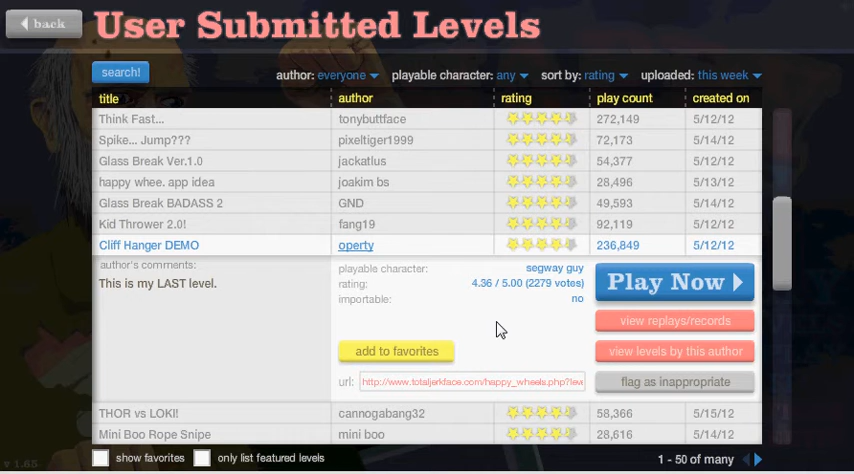 back
User Submitted Levels
search!
author: everyone playable character: any sort by: rating uploaded: this week
title author rating play count created on
Think Fast... tonybuttface 272,149 5/12/12
Spike... Jump??? pixeltiger1999 72,173 5/14/12
Glass Break Ver.1.0 jackatlus 54,377 5/12/12
happy whee. app idea joakim bs 28,496 5/13/12
Glass Break BADASS 2 GND 49,593 5/14/12
Kid Thrower 2.0! fang19 92,119 5/12/12
Cliff Hanger DEMO operty 236,849 5/12/12
author's comments:
This is my LAST level.
playable character: segway guy
rating: 4.36 / 5.00 (2279 votes)
importable: no
Play Now
view replays/records
add to favorites
view levels by this author
url: http://www.totaljerkface.com/happy_wheels.php?leve
flag as inappropriate
THOR vs LOKI! cannogabang32 58,366 5/15/12
Mini Boo Rope Snipe mini boo 28,616 5/14/12
show favorites only list featured levels 1 - 50 of many
v 1.65